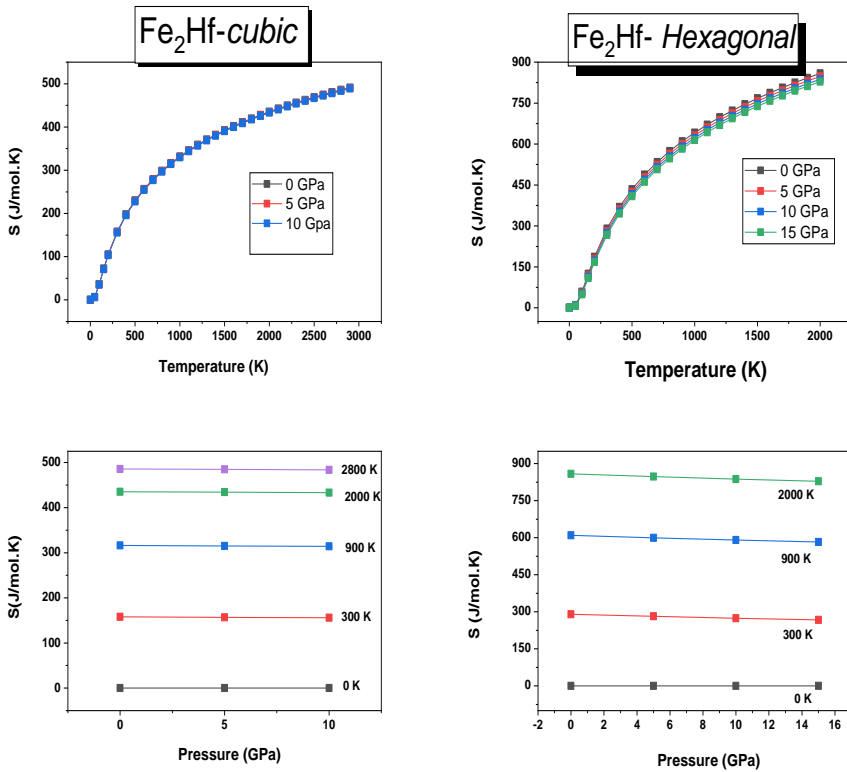 Fe₂Hf-cubic
Fe₂Hf- Hexagonal
500
400
300
200
100
0
S (J/mol.K)
0 GPa
5 GPa
10 Gpa
0 500 1000 1500 2000 2500 3000
Temperature (K)
900
750
600
450
300
150
0
S (J/mol.K)
0 GPa
5 GPa
10 GPa
15 GPa
0 500 1000 1500 2000
Temperature (K)
500
400
300
200
100
0
S(J/mol.K)
2800 K
2000 K
900 K
300 K
0 K
0 5 10
Pressure (GPa)
900
750
600
450
300
150
0
S (J/mol.K)
2000 K
900 K
300 K
0 K
-2 0 2 4 6 8 10 12 14 16
Pressure (GPa)